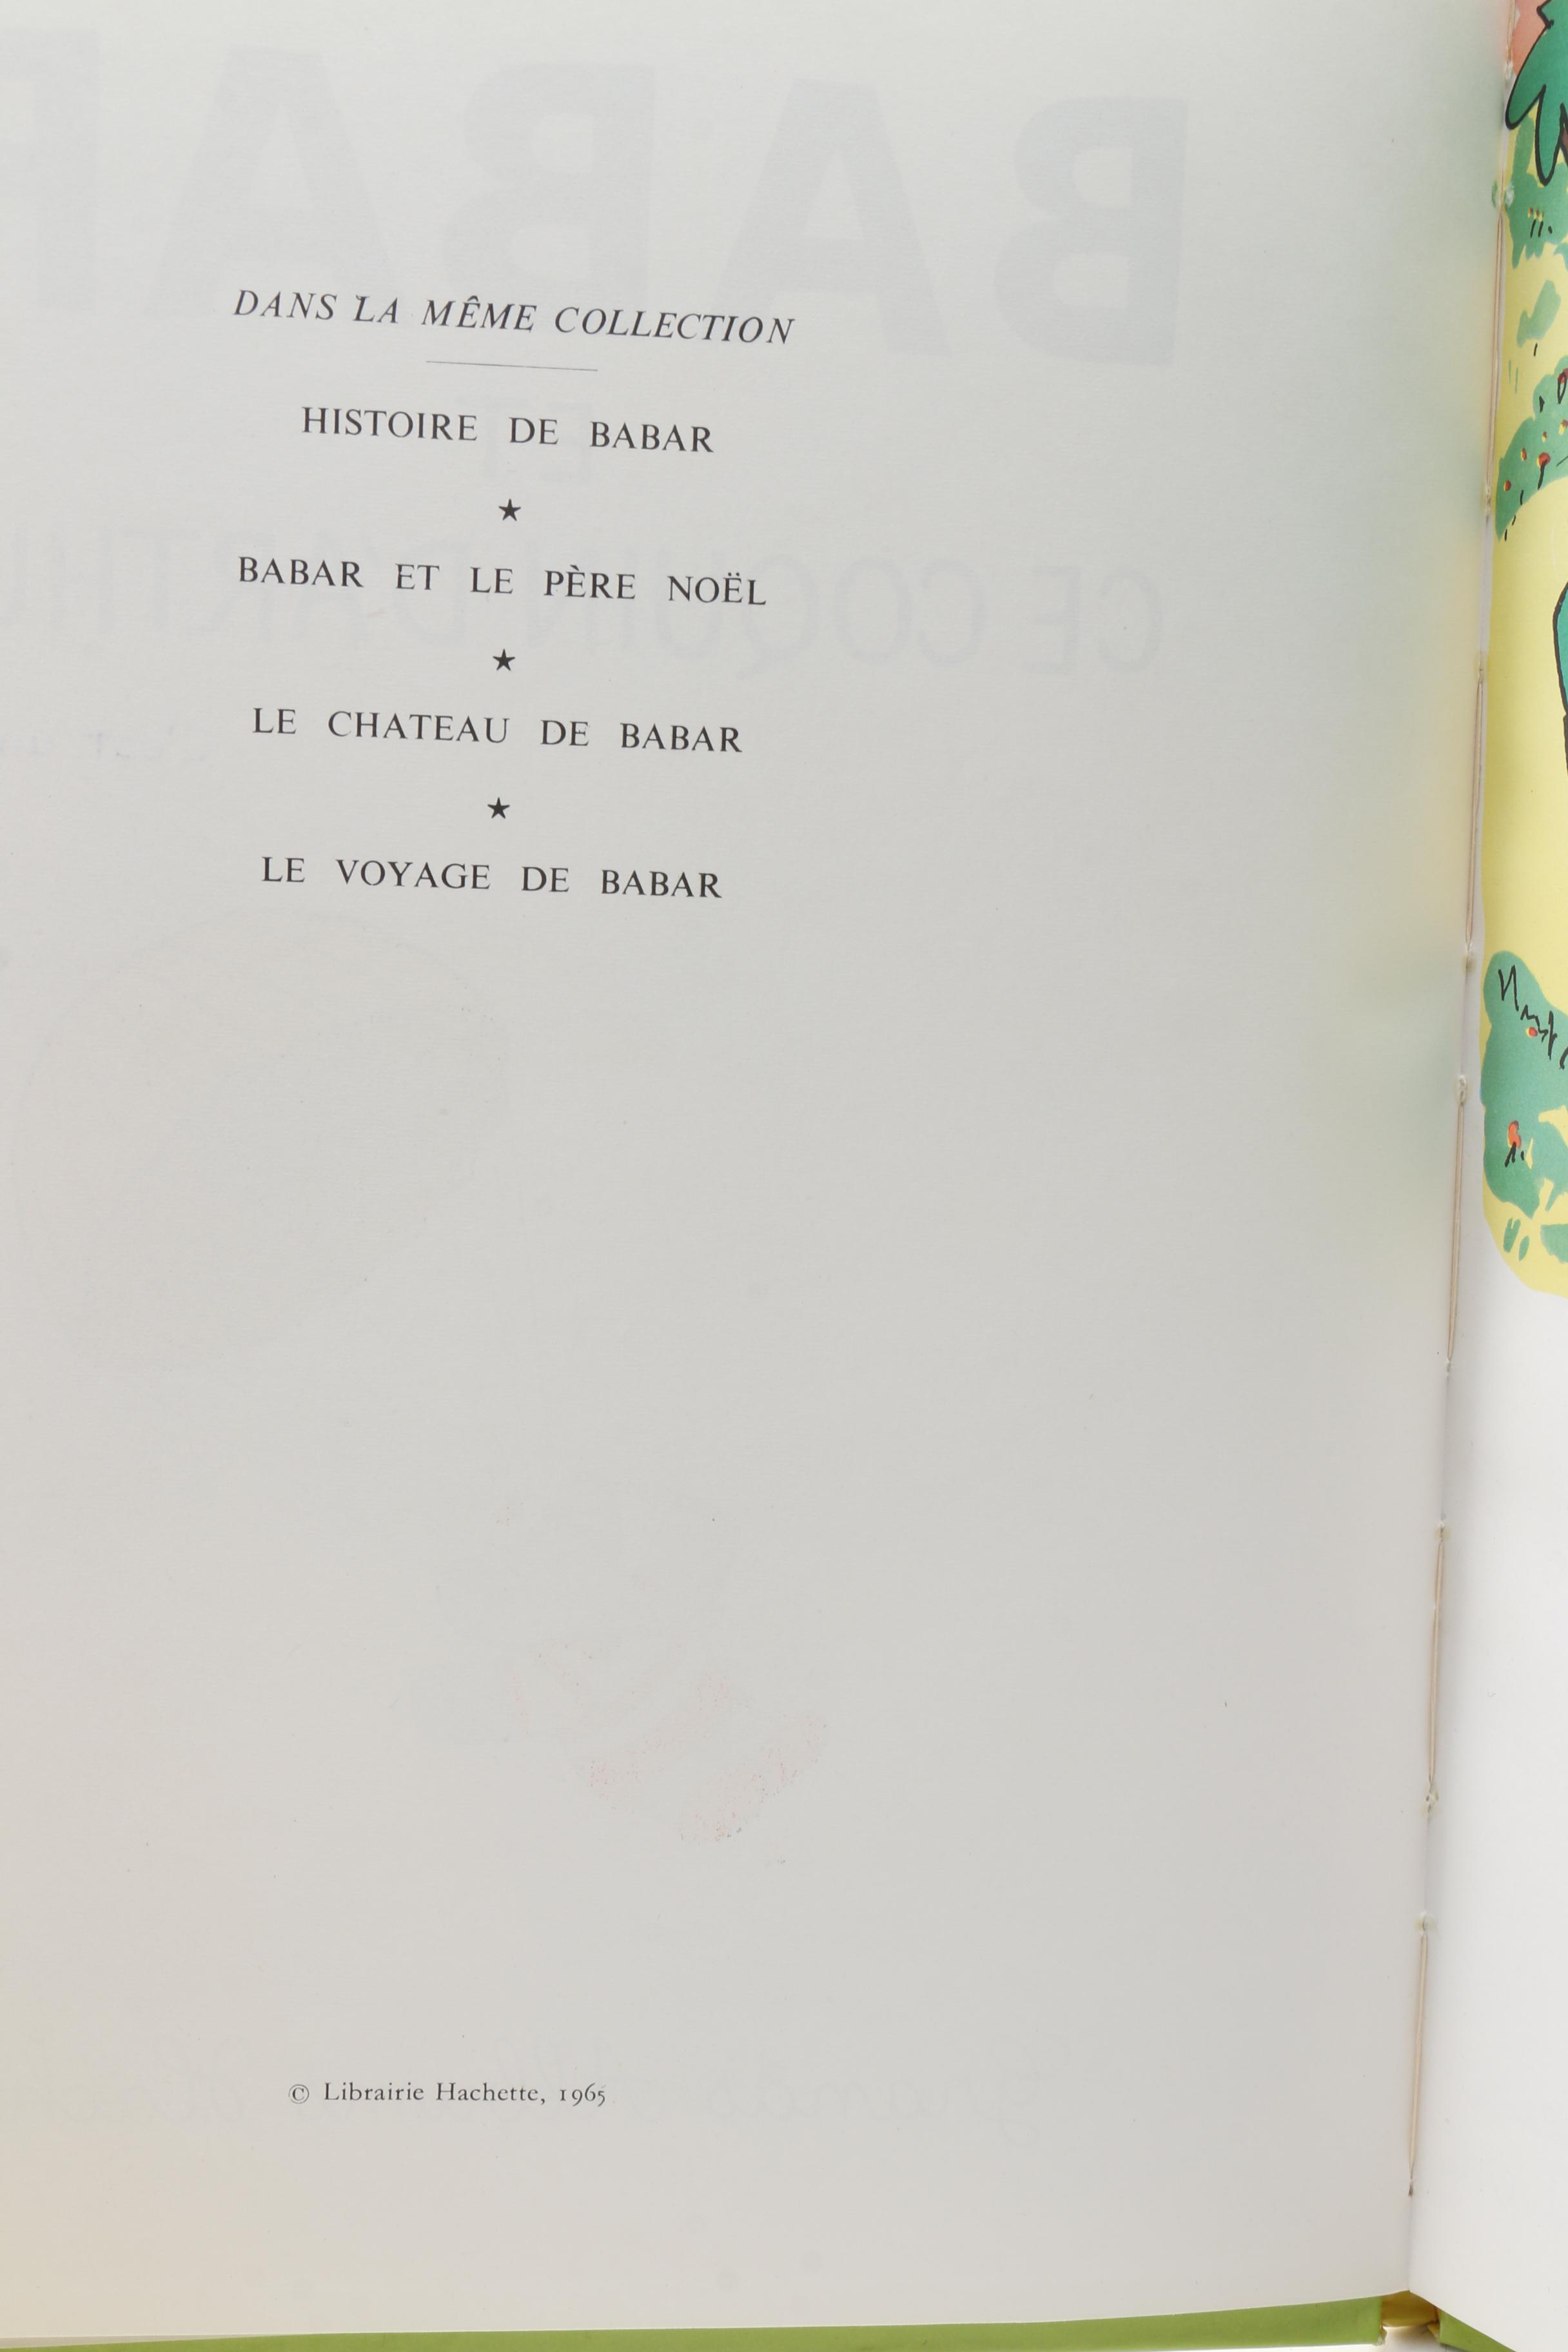 DANS LA MÊME COLLECTION
HISTOIRE DE BABAR
★
BABAR ET LE PÈRE NOËL
★
LE CHATEAU DE BABAR
★
LE VOYAGE DE BABAR
© Librairie Hachette, 1965